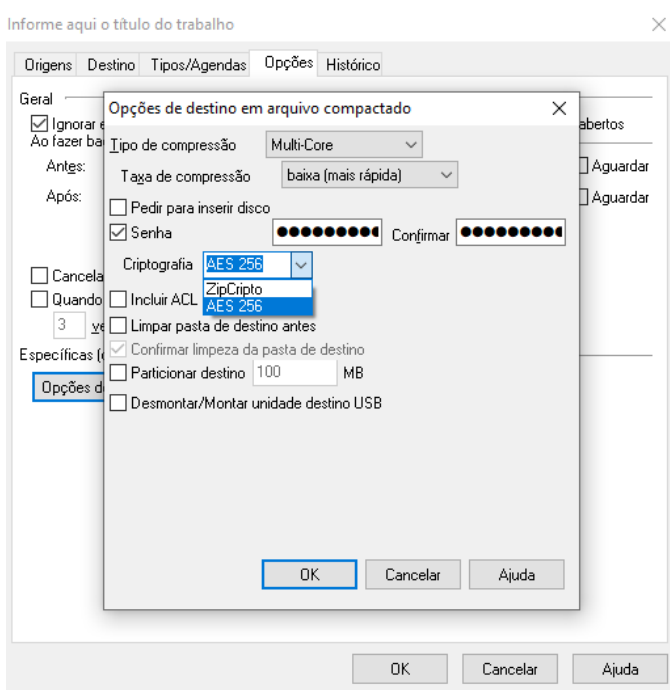 Informe aqui o título do trabalho
Origens Destino Tipos/Agendas Opções Histórico
Geral
Opções de destino em arquivo compactado
Ignorar e
abertos
Ao fazer ba
Tipo de compressão Multi-Core
Antes:
Taxa de compressão baixa (mais rápida)
Aguardar
Após:
Pedir para inserir disco
Aguardar
Senha Confirmar
Criptografia AES 256
ZipCripto
AES 256
Cancela
Quando
Incluir ACL
3 ve
Limpar pasta de destino antes
Confirmar limpeza da pasta de destino
Específicas (
Particionar destino 100 MB
Opções d
Desmontar/Montar unidade destino USB
OK Cancelar Ajuda
OK Cancelar Ajuda